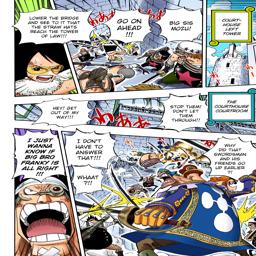 LOWER THE BRIDGE
AND SEE TO IT THAT
THE STRAW HATS
REACH THE TOWER
OF LAW!!!
GO ON
AHEAD
!!!
BIG SIS
MOZU!
COURT-
HOUSE
LEFT
TOWER
HEY! GET
OUT OF MY
WAY!!!
STOP THEM!
DON'T LET
THEM
THROUGH!!
THE
COURTHOUSE
COURTROOM
I JUST
WANNA
KNOW IF
BIG BRO
FRANKY IS
ALL RIGHT
!!!
I DON'T
HAVE TO
ANSWER
THAT!!!
WHAAT
?!!
WHY DID
THAT
SWORDSMAN
AND HIS
FRIENDS GO
UP EARLIER
?!